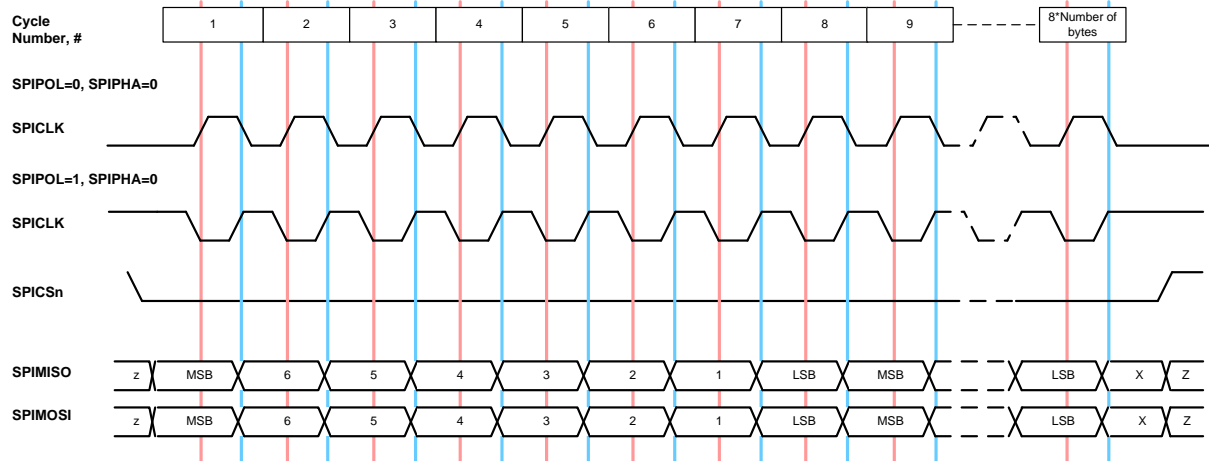 Cycle
Number, #
1 2 3 4 5 6 7 8 9
8*Number of
bytes
SPIPOL=0, SPIPHA=0
SPICLK
SPIPOL=1, SPIPHA=0
SPICLK
SPICSn
SPIMISO z MSB 6 5 4 3 2 1 LSB MSB LSB X Z
SPIMOSI z MSB 6 5 4 3 2 1 LSB MSB LSB X Z